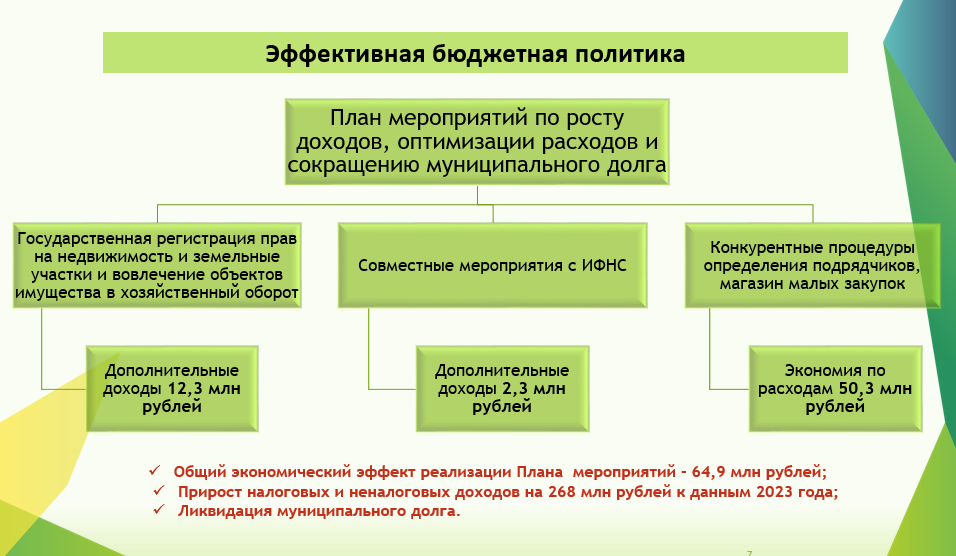 Эффективная бюджетная политика
План мероприятий по росту
доходов, оптимизации расходов и
сокращению муниципального долга
Государственная регистрация прав
на недвижимость и земельные
участки и вовлечение объектов
имущества в хозяйственный оборот
Совместные мероприятия с ИФНС
Конкурентные процедуры
определения подрядчиков,
магазин малых закупок
Дополнительные
доходы 12,3 млн
рублей
Дополнительные
доходы 2,3 млн
рублей
Экономия по
расходам 50,3 млн
рублей
✓ Общий экономический эффект реализации Плана мероприятий - 64,9 млн рублей;
✓ Прирост налоговых и неналоговых доходов на 268 млн рублей к данным 2023 года;
✓ Ликвидация муниципального долга.
7